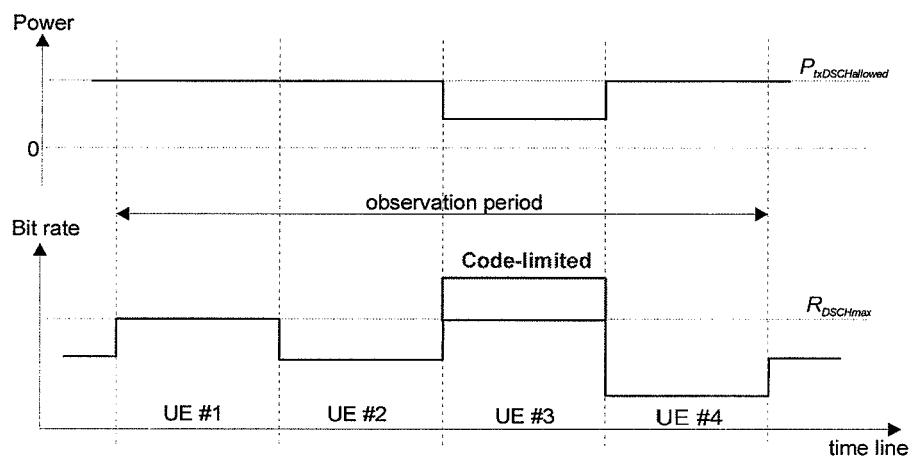 Power
P_txDSCHallowed
0
observation period
Bit rate
Code-limited
R_DSCHmax
UE #1
UE #2
UE #3
UE #4
time line